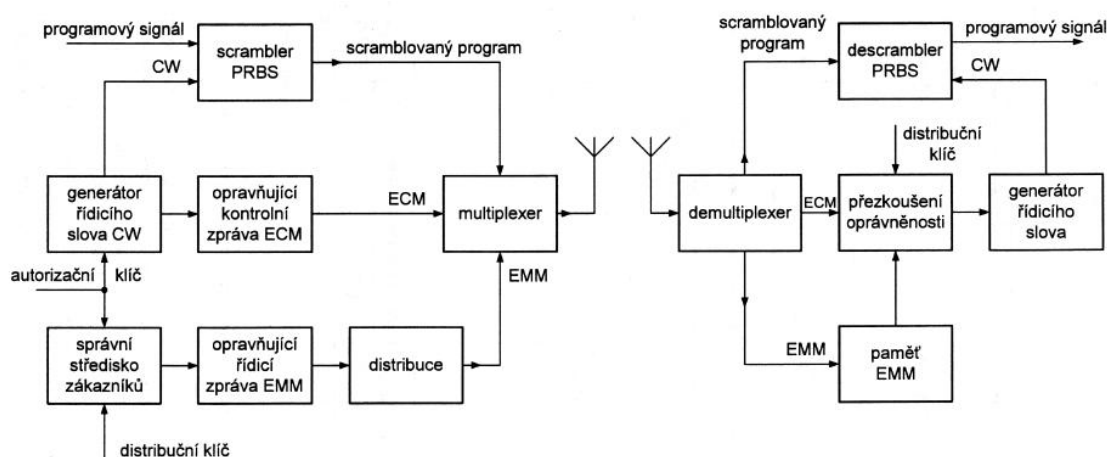 programový signál
scrambler
PRBS
scramblovaný program
CW
generátor
řídicího
slova CW
opravňující
kontrolní
zpráva ECM
ECM
multiplexer
EMM
autorizační klíč
správní
středisko
zákazníků
opravňující
řídicí
zpráva EMM
distribuce
distribuční klíč
scramblovaný
program
descrambler
PRBS
programový signál
CW
distribuční
klíč
demultiplexer
ECM
přezkoušení
oprávněnosti
generátor
řídicího
slova
EMM
paměť
EMM